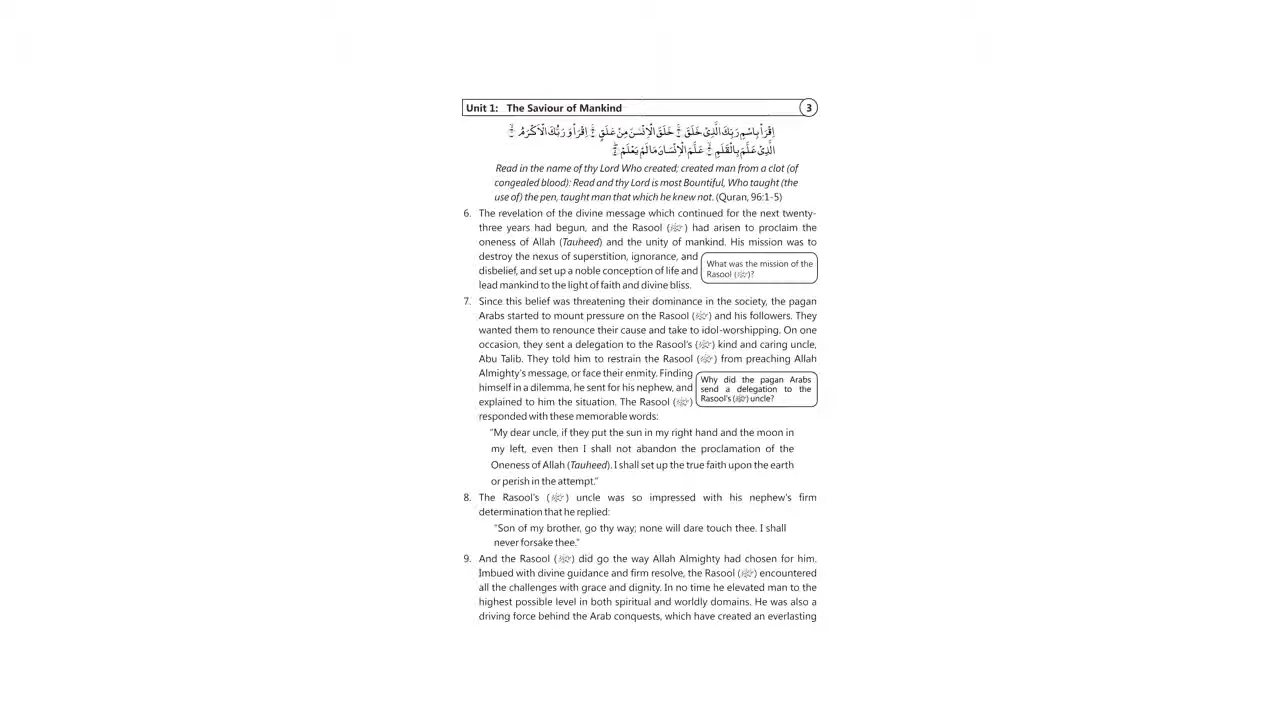 Unit 1: The Saviour of Mankind 3
اِقْرَاْ بِاسْمِ رَبِّكَ الَّذِىْ خَلَقَ ۚ خَلَقَ الْاِنْسٰنَ مِنْ عَلَقٍ ۚ اِقْرَاْ وَ رَبُّكَ الْاَكْرَمُ ۙ
الَّذِىْ عَلَّمَ بِالْقَلَمِ ۙ عَلَّمَ الْاِنْسَانَ مَا لَمْ يَعْلَمْ ؕ
Read in the name of thy Lord Who created; created man from a clot (of
congealed blood): Read and thy Lord is most Bountiful, Who taught (the
use of) the pen, taught man that which he knew not. (Quran, 96:1-5)
6. The revelation of the divine message which continued for the next twenty-
three years had begun, and the Rasool (ﷺ) had arisen to proclaim the
oneness of Allah (Tauheed) and the unity of mankind. His mission was to
destroy the nexus of superstition, ignorance, and
disbelief, and set up a noble conception of life and
lead mankind to the light of faith and divine bliss.
What was the mission of the
Rasool (ﷺ)?
7. Since this belief was threatening their dominance in the society, the pagan
Arabs started to mount pressure on the Rasool (ﷺ) and his followers. They
wanted them to renounce their cause and take to idol-worshipping. On one
occasion, they sent a delegation to the Rasool's (ﷺ) kind and caring uncle,
Abu Talib. They told him to restrain the Rasool (ﷺ) from preaching Allah
Almighty's message, or face their enmity. Finding
himself in a dilemma, he sent for his nephew, and
explained to him the situation. The Rasool (ﷺ)
responded with these memorable words:
Why did the pagan Arabs
send a delegation to the
Rasool's (ﷺ) uncle?
"My dear uncle, if they put the sun in my right hand and the moon in
my left, even then I shall not abandon the proclamation of the
Oneness of Allah (Tauheed). I shall set up the true faith upon the earth
or perish in the attempt."
8. The Rasool's (ﷺ) uncle was so impressed with his nephew's firm
determination that he replied:
"Son of my brother, go thy way; none will dare touch thee. I shall
never forsake thee."
9. And the Rasool (ﷺ) did go the way Allah Almighty had chosen for him.
Imbued with divine guidance and firm resolve, the Rasool (ﷺ) encountered
all the challenges with grace and dignity. In no time he elevated man to the
highest possible level in both spiritual and worldly domains. He was also a
driving force behind the Arab conquests, which have created an everlasting